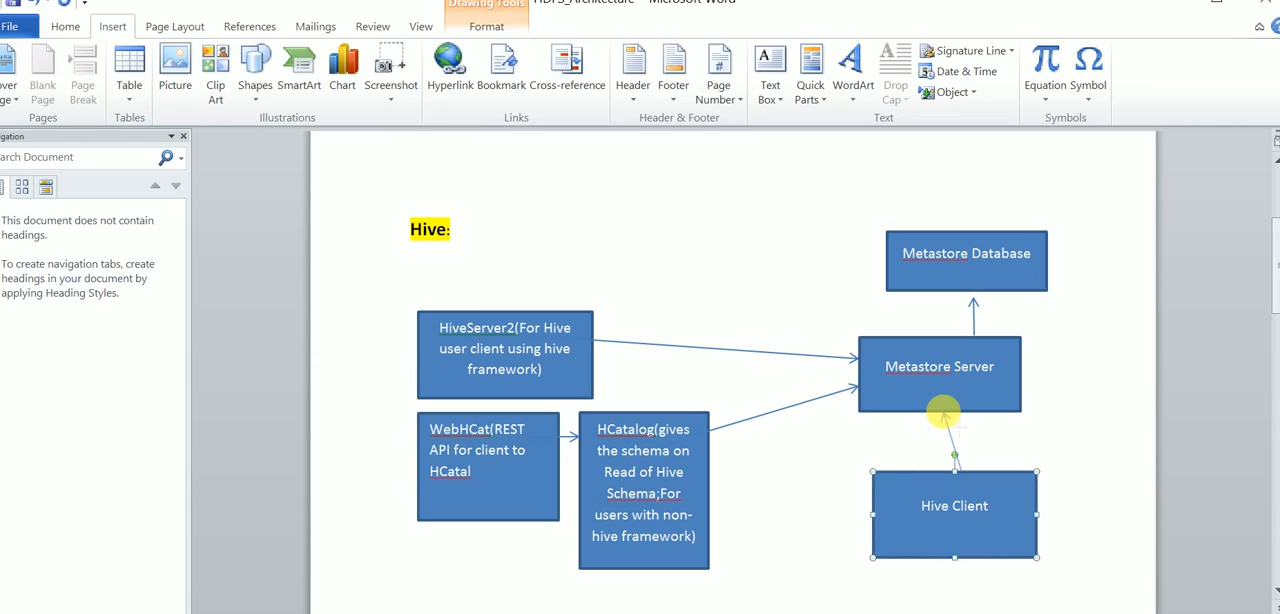 Drawing Tools
HDFS_Architecture - Microsoft Word
File Home Insert Page Layout References Mailings Review View Format
Blank Page
Page Break
Table
Picture
Clip Art
Shapes
SmartArt
Chart
Screenshot
Hyperlink
Bookmark
Cross-reference
Header
Footer
Page Number
Text Box
Quick Parts
WordArt
Drop Cap
Signature Line
Date & Time
Object
Equation
Symbol
Pages Tables Illustrations Links Header & Footer Text Symbols
This document does not contain
headings.
To create navigation tabs, create
headings in your document by
applying Heading Styles.
Hive:
Metastore Database
HiveServer2(For Hive
user client using hive
framework)
Metastore Server
WebHCat(REST
API for client to
HCatal
HCatalog(gives
the schema on
Read of Hive
Schema;For
users with non-
hive framework)
Hive Client